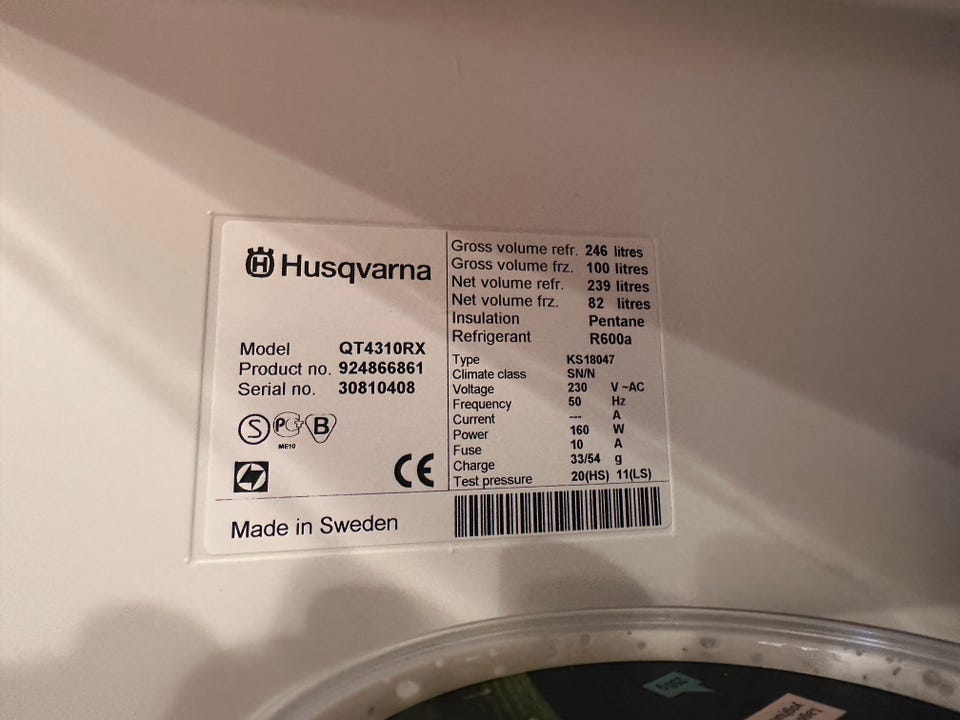 Husqvarna
Model QT4310RX
Product no. 924866861
Serial no. 30810408
S PCT B
ME10
CE
Made in Sweden
Gross volume refr. 246 litres
Gross volume frz. 100 litres
Net volume refr. 239 litres
Net volume frz. 82 litres
Insulation Pentane
Refrigerant R600a
Type KS18047
Climate class SN/N
Voltage 230 V ~AC
Frequency 50 Hz
Current --- A
Power 160 W
Fuse 10 A
Charge 33/54 g
Test pressure 20(HS) 11(LS)